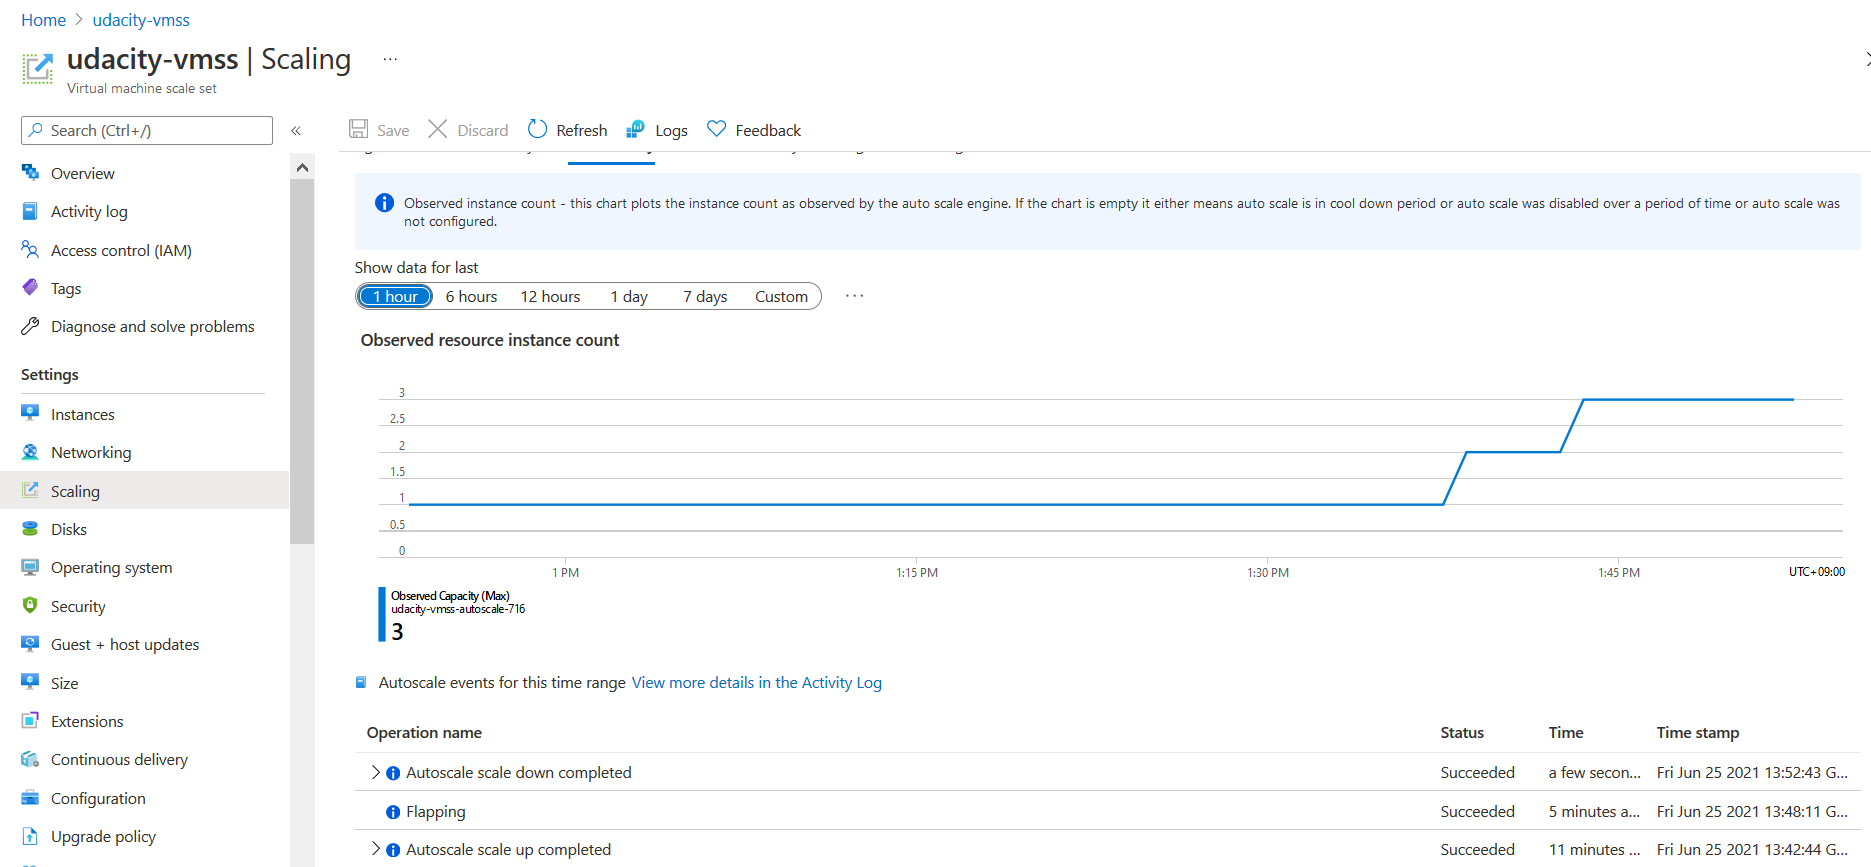 Home > udacity-vmss
udacity-vmss | Scaling ...
Virtual machine scale set
Search (Ctrl+/)
«
Save
Discard
Refresh
Logs
Feedback
Overview
Activity log
Access control (IAM)
Tags
Diagnose and solve problems
Settings
Instances
Networking
Scaling
Disks
Operating system
Security
Guest + host updates
Size
Extensions
Continuous delivery
Configuration
Upgrade policy
Observed instance count - this chart plots the instance count as observed by the auto scale engine. If the chart is empty it either means auto scale is in cool down period or auto scale was disabled over a period of time or auto scale was
not configured.
Show data for last
1 hour 6 hours 12 hours 1 day 7 days Custom ...
Observed resource instance count
3
2.5
2
1.5
1
0.5
0
1 PM 1:15 PM 1:30 PM 1:45 PM UTC+09:00
Observed Capacity (Max)
udacity-vmss-autoscale-716
3
Autoscale events for this time range View more details in the Activity Log
Operation name Status Time Time stamp
Autoscale scale down completed Succeeded a few secon... Fri Jun 25 2021 13:52:43 G...
Flapping Succeeded 5 minutes a... Fri Jun 25 2021 13:48:11 G...
Autoscale scale up completed Succeeded 11 minutes ... Fri Jun 25 2021 13:42:44 G...